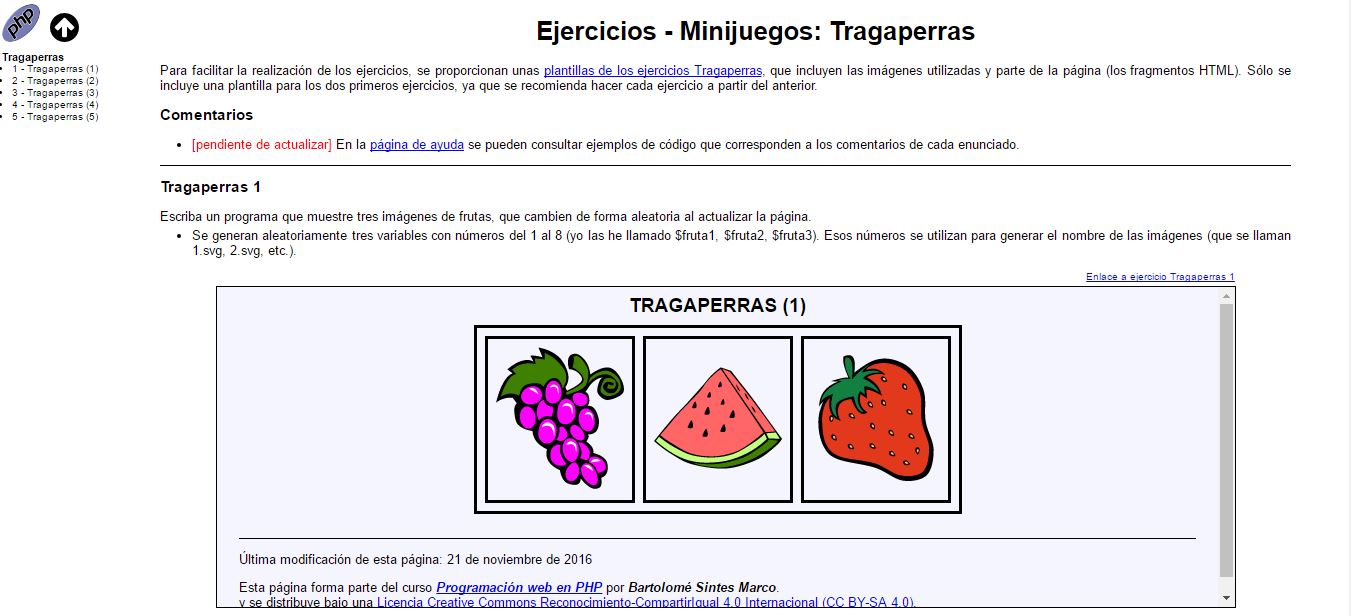 php
Tragaperras
1 - Tragaperras (1)
2 - Tragaperras (2)
3 - Tragaperras (3)
4 - Tragaperras (4)
5 - Tragaperras (5)
Ejercicios - Minijuegos: Tragaperras
Para facilitar la realización de los ejercicios, se proporcionan unas plantillas de los ejercicios Tragaperras, que incluyen las imágenes utilizadas y parte de la página (los fragmentos HTML). Sólo se
incluye una plantilla para los dos primeros ejercicios, ya que se recomienda hacer cada ejercicio a partir del anterior.
Comentarios
[pendiente de actualizar] En la página de ayuda se pueden consultar ejemplos de código que corresponden a los comentarios de cada enunciado.
Tragaperras 1
Escriba un programa que muestre tres imágenes de frutas, que cambien de forma aleatoria al actualizar la página.
Se generan aleatoriamente tres variables con números del 1 al 8 (yo las he llamado $fruta1, $fruta2, $fruta3). Esos números se utilizan para generar el nombre de las imágenes (que se llaman
1.svg, 2.svg, etc.).
Enlace a ejercicio Tragaperras 1
TRAGAPERRAS (1)
Última modificación de esta página: 21 de noviembre de 2016
Esta página forma parte del curso Programación web en PHP por Bartolomé Sintes Marco.
y se distribuye bajo una Licencia Creative Commons Reconocimiento-CompartirIgual 4.0 Internacional (CC BY-SA 4.0).